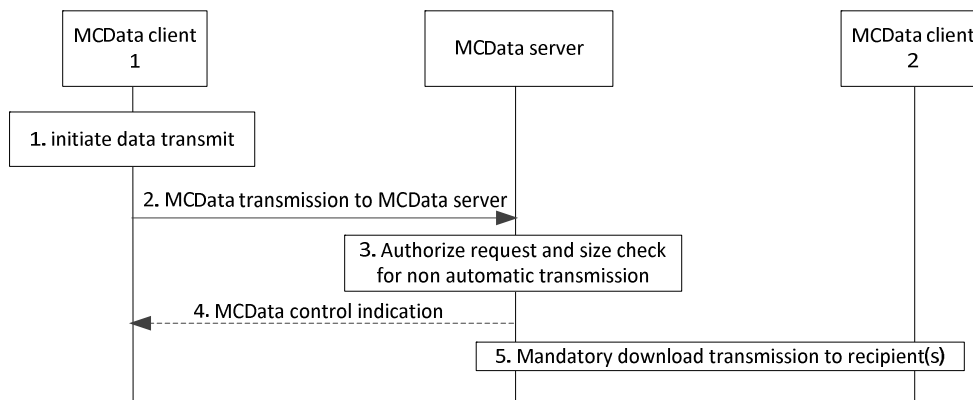 MCData client
1
MCData server
MCData client
2
1. initiate data transmit
2. MCData transmission to MCData server
3. Authorize request and size check
for non automatic transmission
4. MCData control indication
5. Mandatory download transmission to recipient(s)